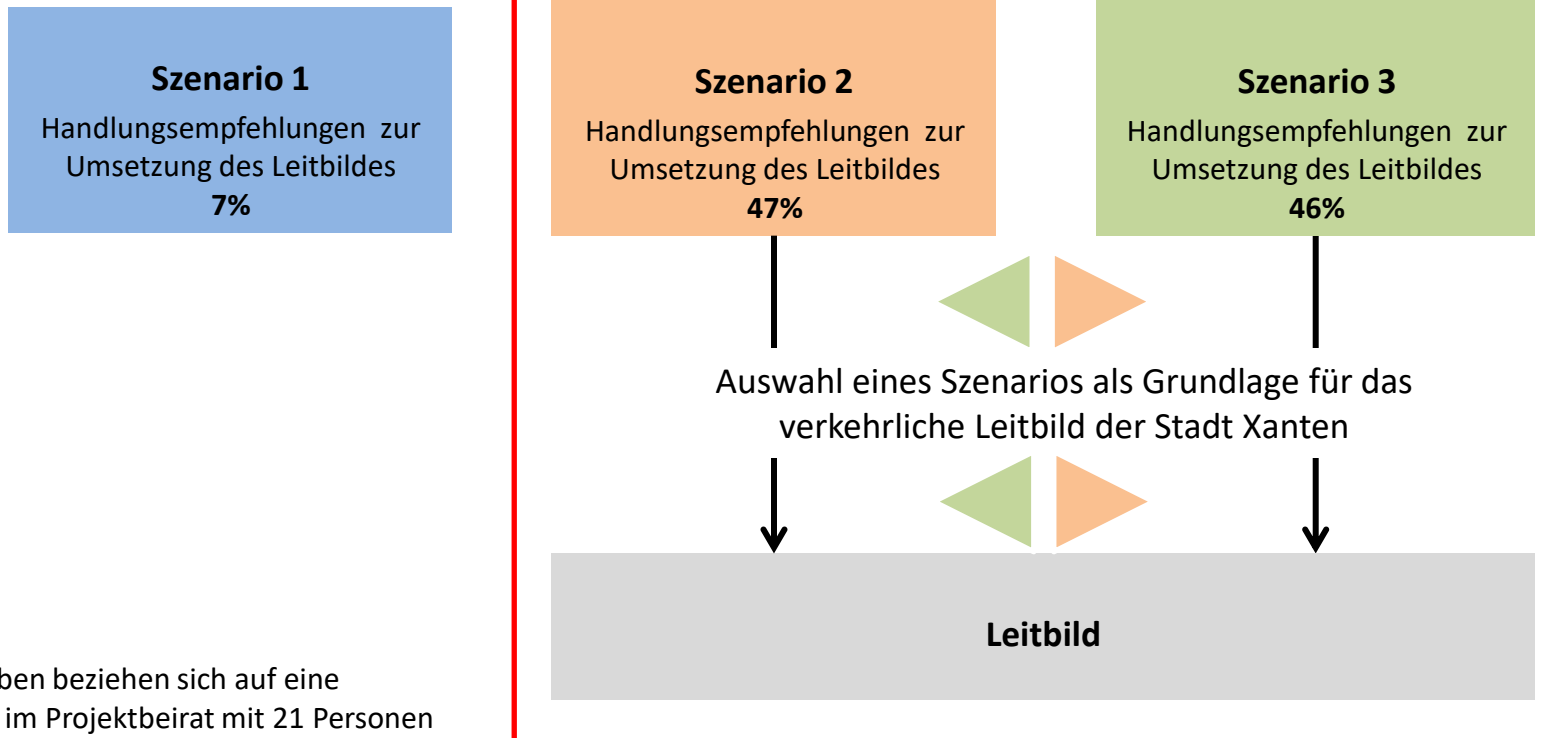 Szenario 1
Handlungsempfehlungen zur
Umsetzung des Leitbildes
7%
Szenario 2
Handlungsempfehlungen zur
Umsetzung des Leitbildes
47%
Szenario 3
Handlungsempfehlungen zur
Umsetzung des Leitbildes
46%
Auswahl eines Szenarios als Grundlage für das
verkehrliche Leitbild der Stadt Xanten
Leitbild
ben beziehen sich auf eine
im Projektbeirat mit 21 Personen